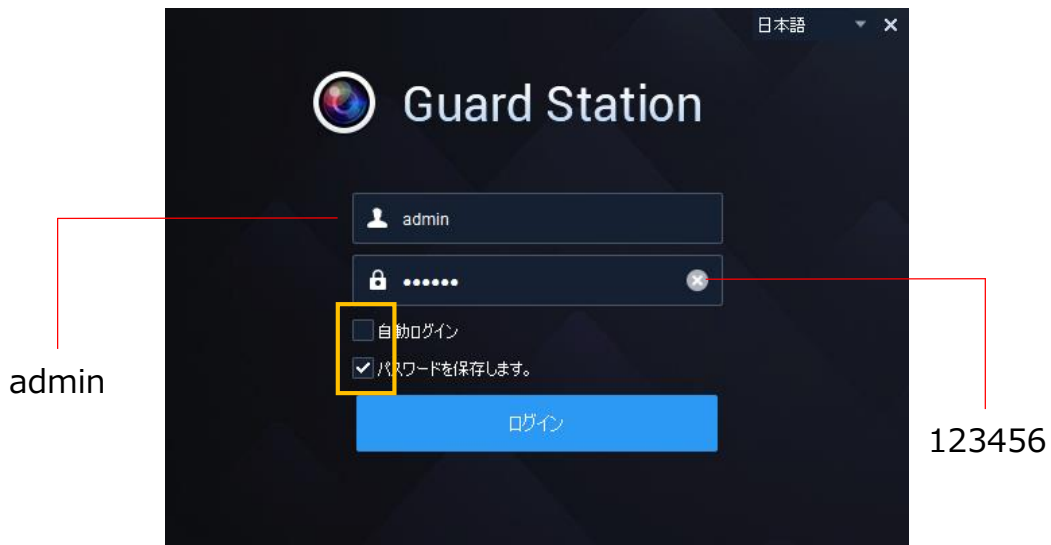 日本語
Guard Station
admin
••••••
自動ログイン
パスワードを保存します。
ログイン
admin
123456